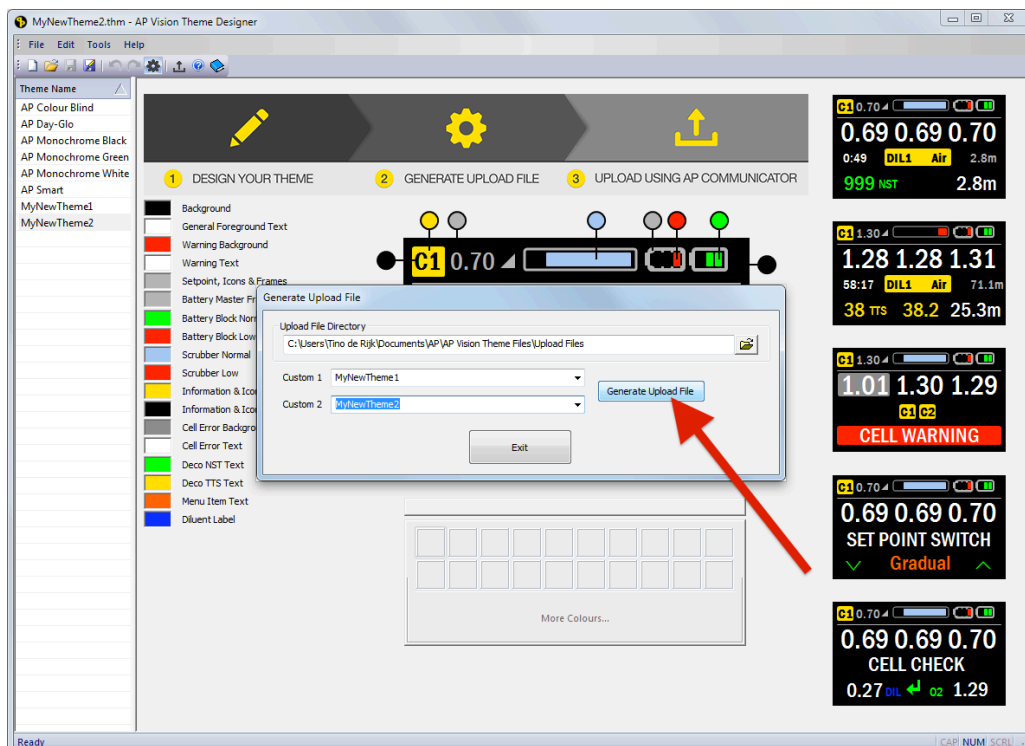 MyNewTheme2.thm - AP Vision Theme Designer
File Edit Tools Help
Theme Name
AP Colour Blind
AP Day-Glo
AP Monochrome Black
AP Monochrome Green
AP Monochrome White
AP Smart
MyNewTheme1
MyNewTheme2
1 DESIGN YOUR THEME
2 GENERATE UPLOAD FILE
3 UPLOAD USING AP COMMUNICATOR
Background
General Foreground Text
Warning Background
Warning Text
Setpoint, Icons & Frames
Battery Master
Battery Block
Battery Block Low
Scrubber Normal
Scrubber Low
Information &
Information &
Cell Error
Cell Error Text
Deco NST Text
Deco TTS Text
Menu Item Text
Diluent Label
C1 0.70
Generate Upload File
Upload File Directory
C:\Users\Tino de Rijk\Documents\AP\AP Vision Theme Files\Upload Files
Custom 1 MyNewTheme1
Custom 2 MyNewTheme2
Generate Upload File
Exit
More Colours...
C1 0.70
0.69 0.69 0.70
0:49 DIL1 Air 2.8m
999 NST 2.8m
C1 1.30
1.28 1.28 1.31
58:17 DIL1 Air 71.1m
38 TTS 38.2 25.3m
C1 1.30
1.01 1.30 1.29
C1 C2
CELL WARNING
C1 0.70
0.69 0.69 0.70
SET POINT SWITCH
Gradual
C1 0.70
0.69 0.69 0.70
CELL CHECK
0.27 DIL O2 1.29
Ready
CAP NUM SCRL